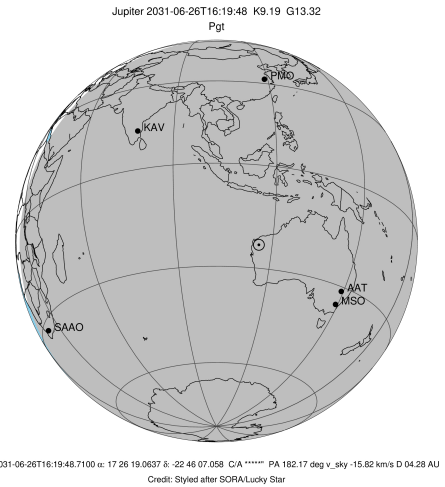 Jupiter 2031-06-26T16:19:48 K9.19 G13.32
Pgt
PMO
KAV
AAT
MSO
SAAO
031-06-26T16:19:48.7100 α: 17 26 19.0637 δ: -22 46 07.058 C/A *****" PA 182.17 deg v_sky -15.82 km/s D 04.28 AU
Credit: Styled after SORA/Lucky Star